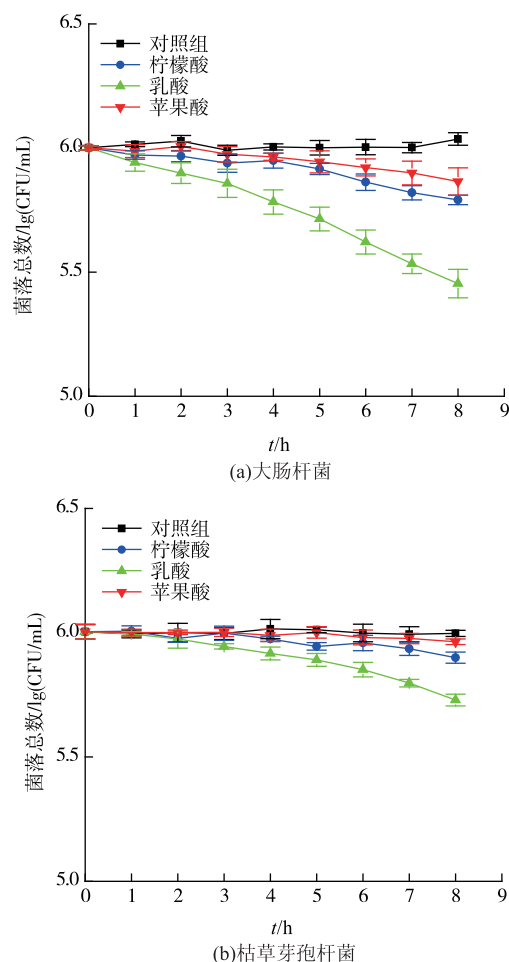 6.5
对照组
柠檬酸
乳酸
苹果酸
6.0
5.5
5.0
菌落总数/lg(CFU/mL)
0 1 2 3 4 5 6 7 8 9
t/h
(a)大肠杆菌
6.5
对照组
柠檬酸
乳酸
苹果酸
6.0
5.5
5.0
菌落总数/lg(CFU/mL)
0 1 2 3 4 5 6 7 8 9
t/h
(b)枯草芽孢杆菌